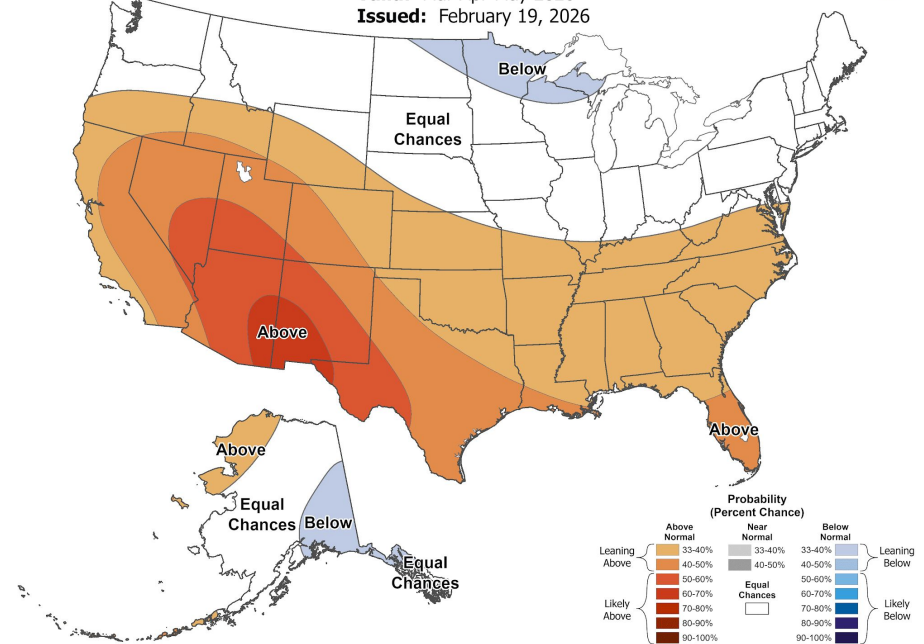 Issued: February 19, 2026
Below
Equal
Chances
Above
Above
Above
Equal
Chances
Below
Equal
Chances
Probability
(Percent Chance)
Above
Normal
Near
Normal
Below
Normal
Leaning
Above
33-40%
40-50%
33-40%
40-50%
33-40%
40-50%
Leaning
Below
Likely
Above
50-60%
60-70%
70-80%
80-90%
90-100%
Equal
Chances
50-60%
60-70%
70-80%
80-90%
90-100%
Likely
Below